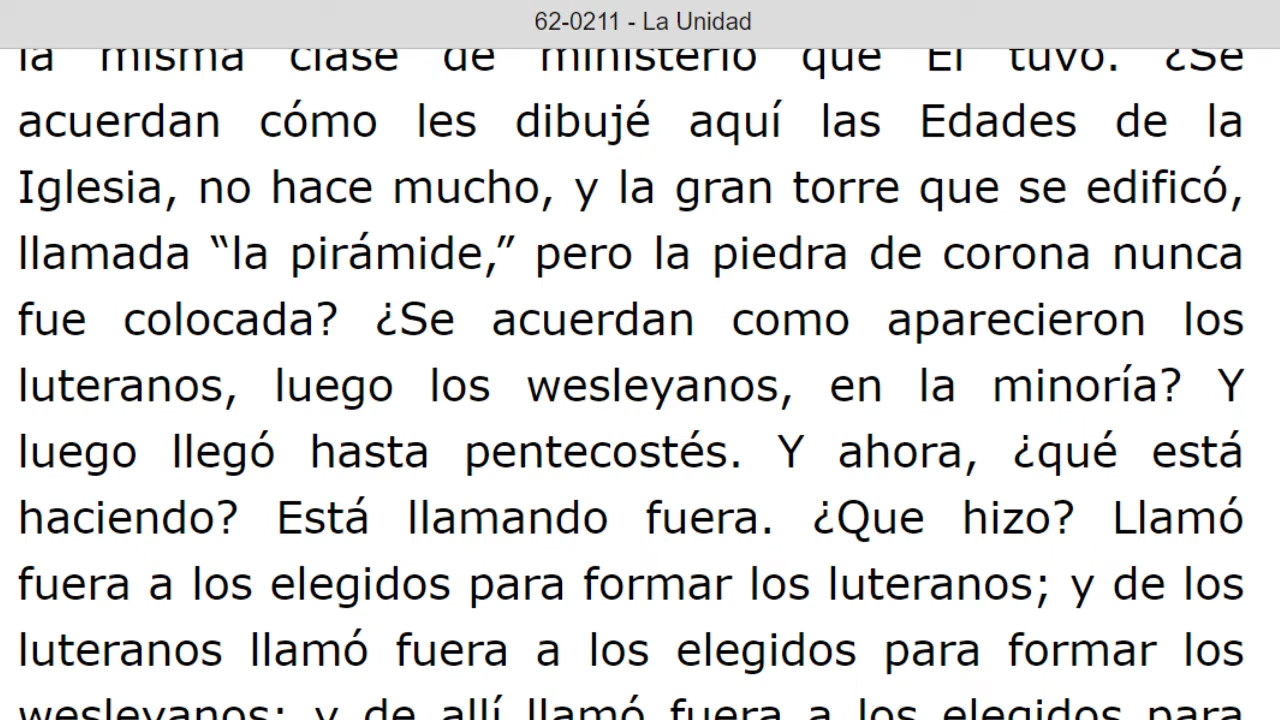 62-0211 - La Unidad
la misma clase de ministerio que Él tuvo. ¿Se
acuerdan cómo les dibujé aquí las Edades de la
Iglesia, no hace mucho, y la gran torre que se edificó,
llamada “la pirámide,” pero la piedra de corona nunca
fue colocada? ¿Se acuerdan como aparecieron los
luteranos, luego los wesleyanos, en la minoría? Y
luego llegó hasta pentecostés. Y ahora, ¿qué está
haciendo? Está llamando fuera. ¿Que hizo? Llamó
fuera a los elegidos para formar los luteranos; y de los
luteranos llamó fuera a los elegidos para formar los
wesleyanos; y de allí llamó fuera a los elegidos para